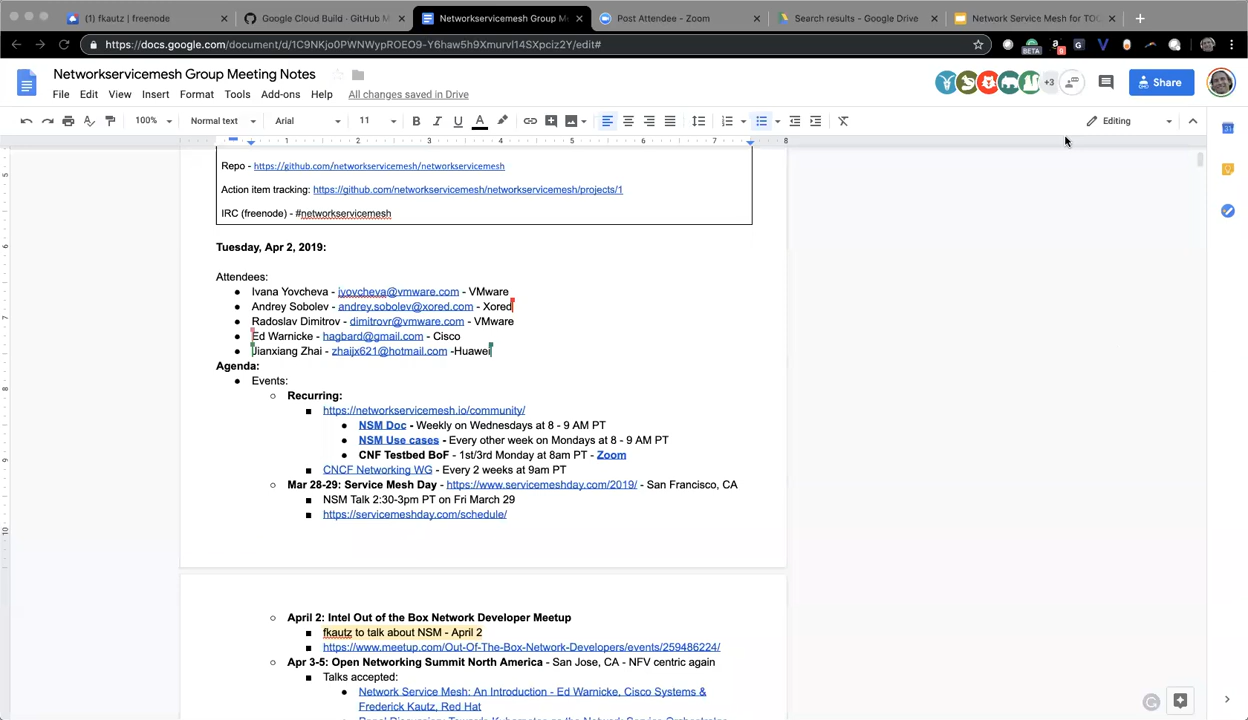 fkautz | freenode
Google Cloud Build · GitHub M
Networkservicemesh Group Me
Post Attendee - Zoom
Search results - Google Drive
Network Service Mesh for TOC
https://docs.google.com/document/d/1C9NKjo0PWNWypROEO9-Y6haw5h9Xmurvl14SXpciz2Y/edit#
BETA
Networkservicemesh Group Meeting Notes
File Edit View Insert Format Tools Add-ons Help All changes saved in Drive
+3
Share
100% Normal text Arial 11
Editing
1 2 3 4 5 6 7 8
Repo - https://github.com/networkservicemesh/networkservicemesh
Action item tracking: https://github.com/networkservicemesh/networkservicemesh/projects/1
IRC (freenode) - #networkservicemesh
Tuesday, Apr 2, 2019:
Attendees:
Ivana Yovcheva - iyovcheva@vmware.com - VMware
Andrey Sobolev - andrey.sobolev@xored.com - Xored
Radoslav Dimitrov - dimitrovr@vmware.com - VMware
Ed Warnicke - hagbard@gmail.com - Cisco
Jianxiang Zhai - zhaijx621@hotmail.com -Huawei
Agenda:
Events:
Recurring:
https://networkservicemesh.io/community/
NSM Doc - Weekly on Wednesdays at 8 - 9 AM PT
NSM Use cases - Every other week on Mondays at 8 - 9 AM PT
CNF Testbed BoF - 1st/3rd Monday at 8am PT - Zoom
CNCF Networking WG - Every 2 weeks at 9am PT
Mar 28-29: Service Mesh Day - https://www.servicemeshday.com/2019/ - San Francisco, CA
NSM Talk 2:30-3pm PT on Fri March 29
https://servicemeshday.com/schedule/
April 2: Intel Out of the Box Network Developer Meetup
fkautz to talk about NSM - April 2
https://www.meetup.com/Out-Of-The-Box-Network-Developers/events/259486224/
Apr 3-5: Open Networking Summit North America - San Jose, CA - NFV centric again
Talks accepted:
Network Service Mesh: An Introduction - Ed Warnicke, Cisco Systems &
Frederick Kautz, Red Hat